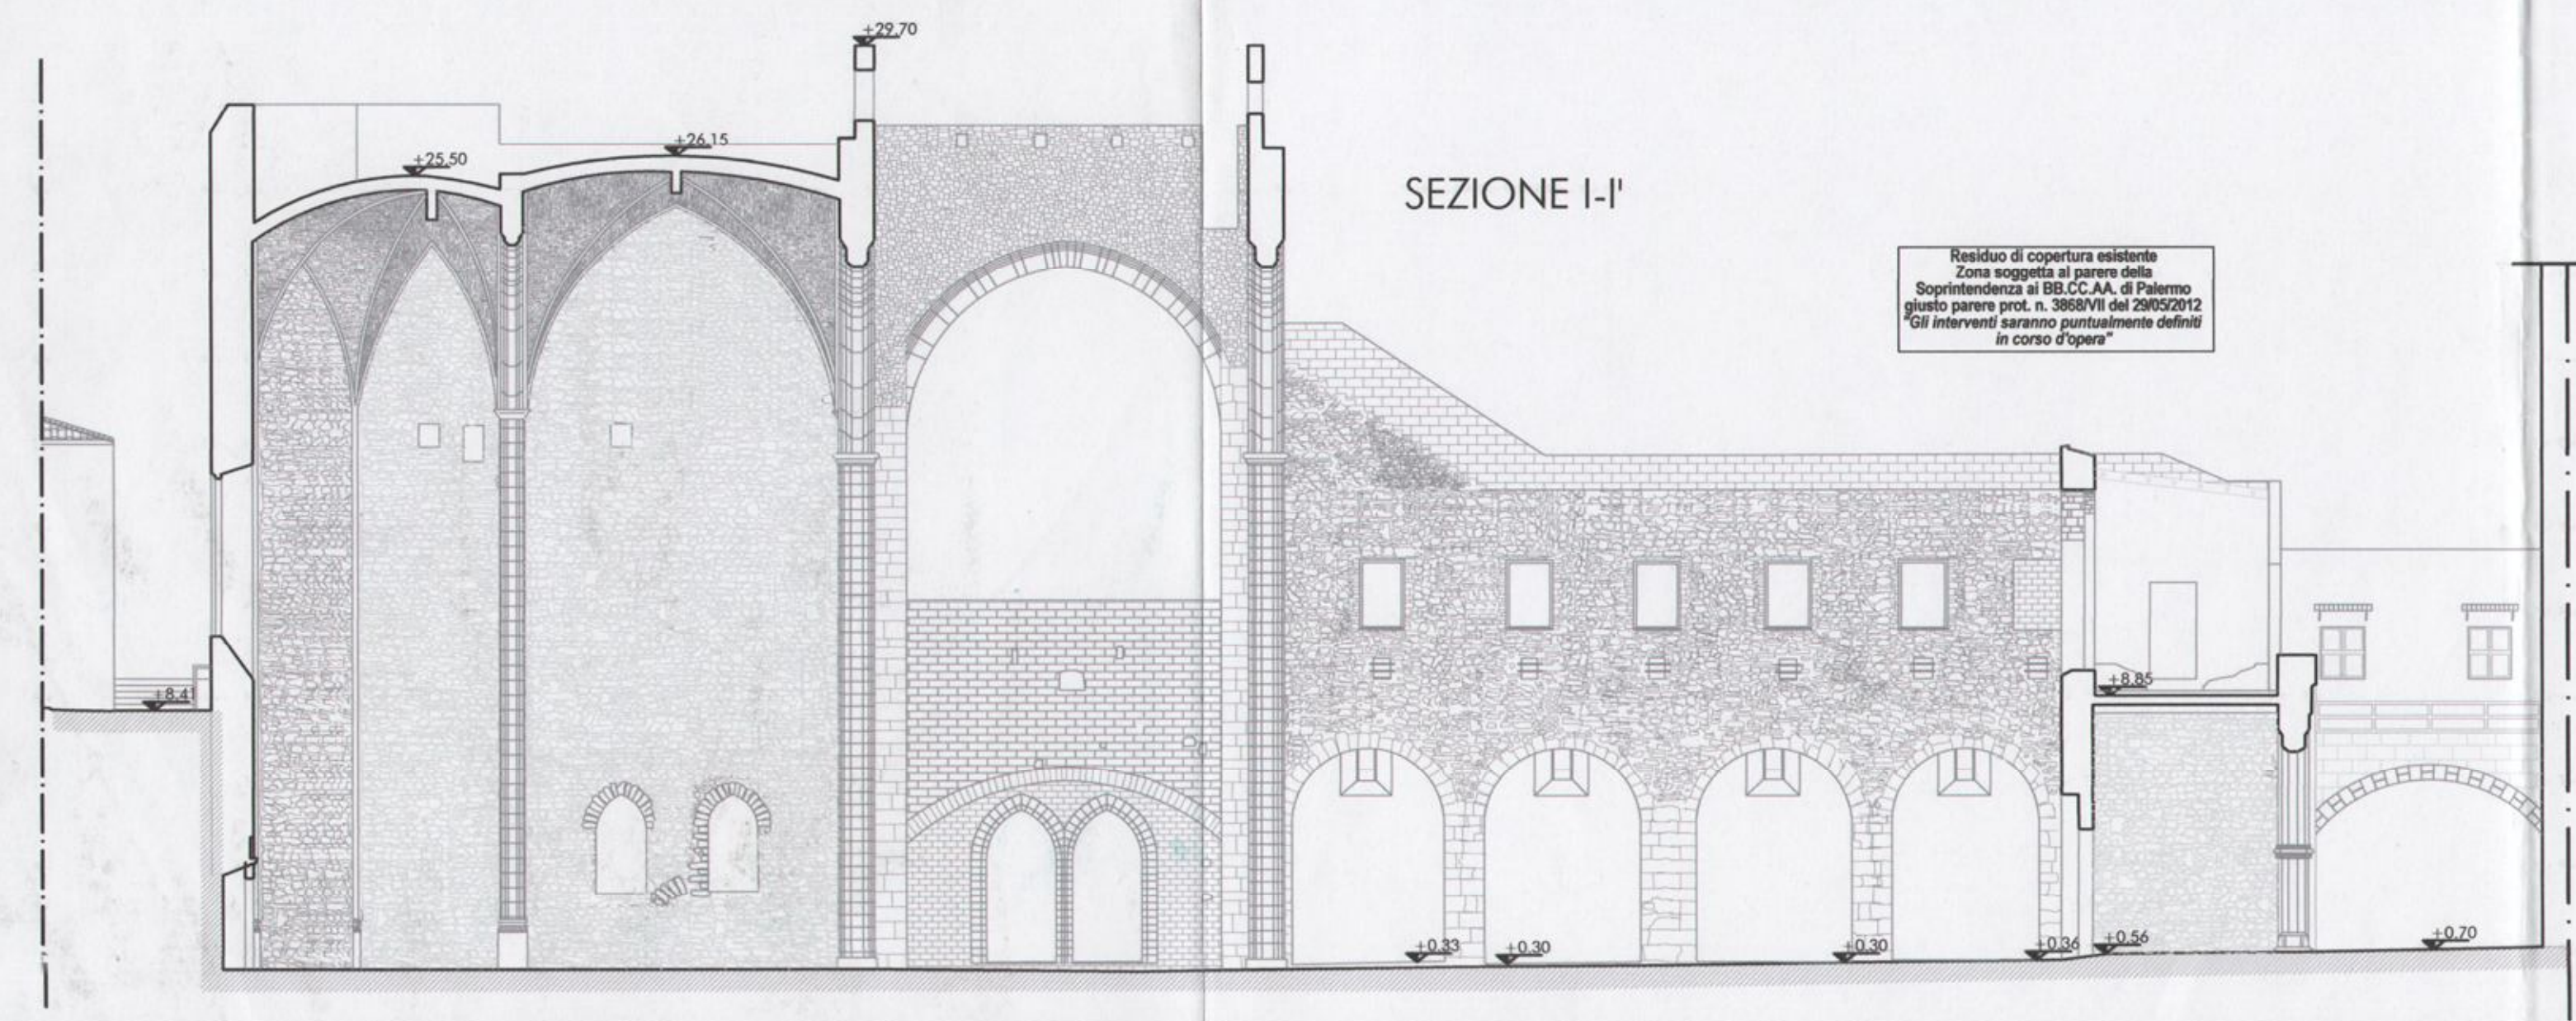 +29.70
+26.15
+25.50
SEZIONE I-I'
Residuo di copertura esistente
Zona soggetta al parere della
Soprintendenza ai BB.CC.AA. di Palermo
giusto parere prot. n. 3868/VII del 29/05/2012
"Gli interventi saranno puntualmente definiti
in corso d'opera"
+8.41
+8.85
+0.33
+0.30
+0.30
+0.36
+0.56
+0.70